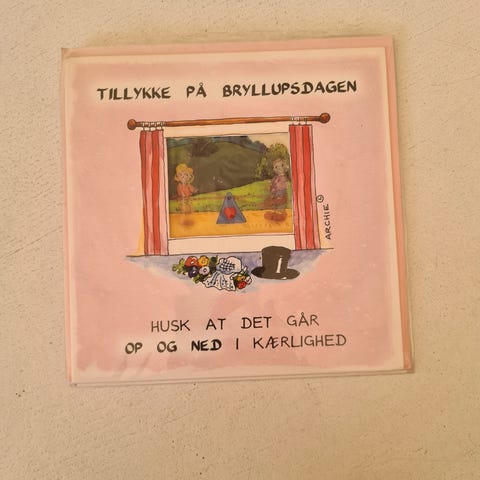 TILLYKKE PÅ BRYLLUPSDAGEN
ARCHIE
HUSK AT DET GÅR
OP OG NED I KÆRLIGHED